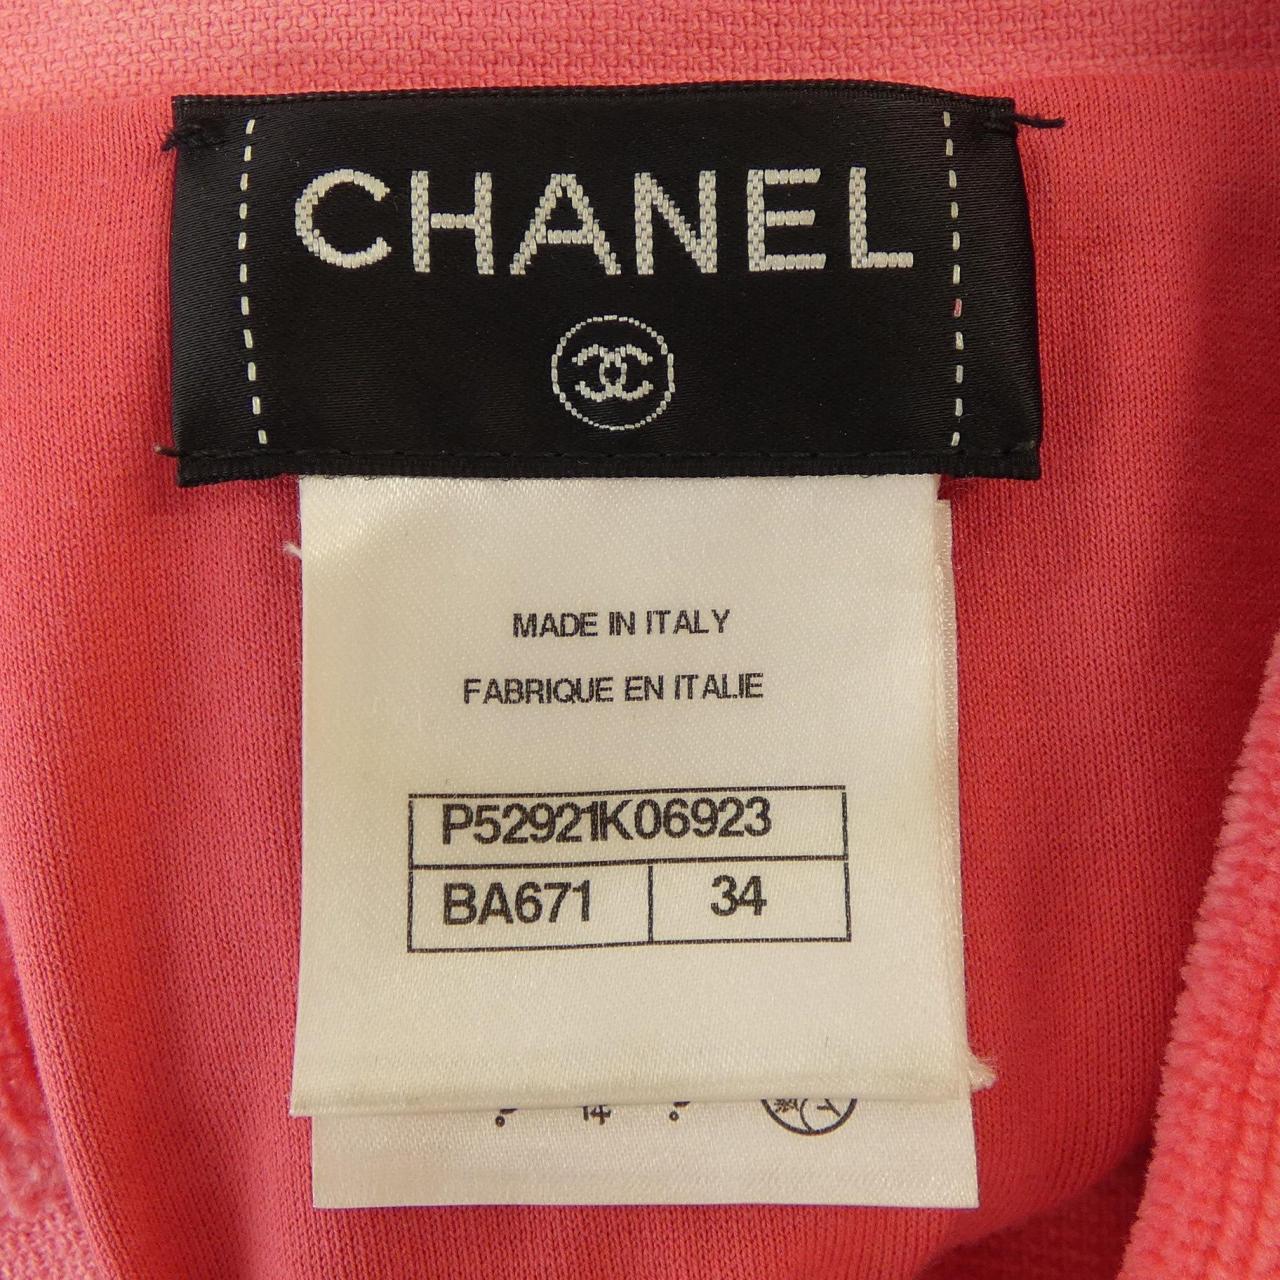 CHANEL
MADE IN ITALY
FABRIQUE EN ITALIE
P52921K06923
BA671 34